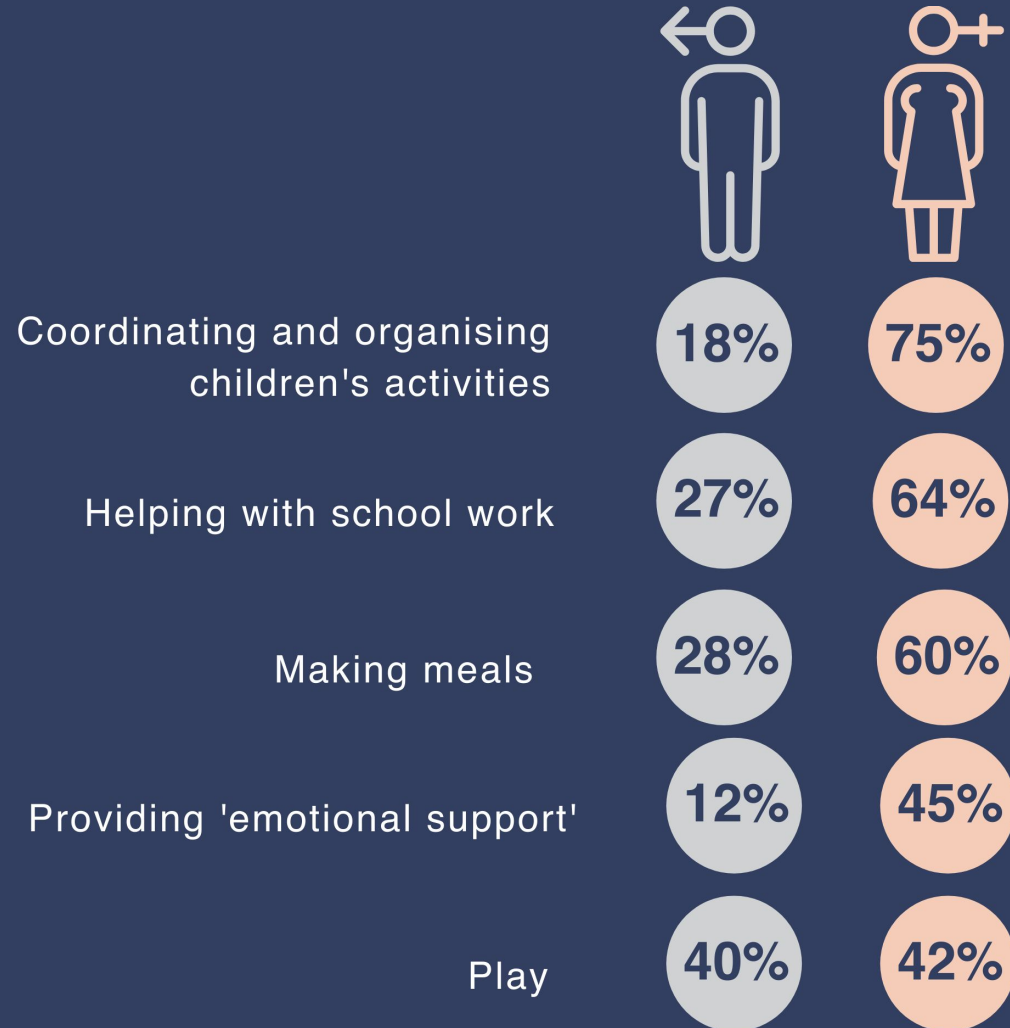 Coordinating and organising
children's activities
18% 75%
Helping with school work 27% 64%
Making meals 28% 60%
Providing 'emotional support' 12% 45%
Play 40% 42%